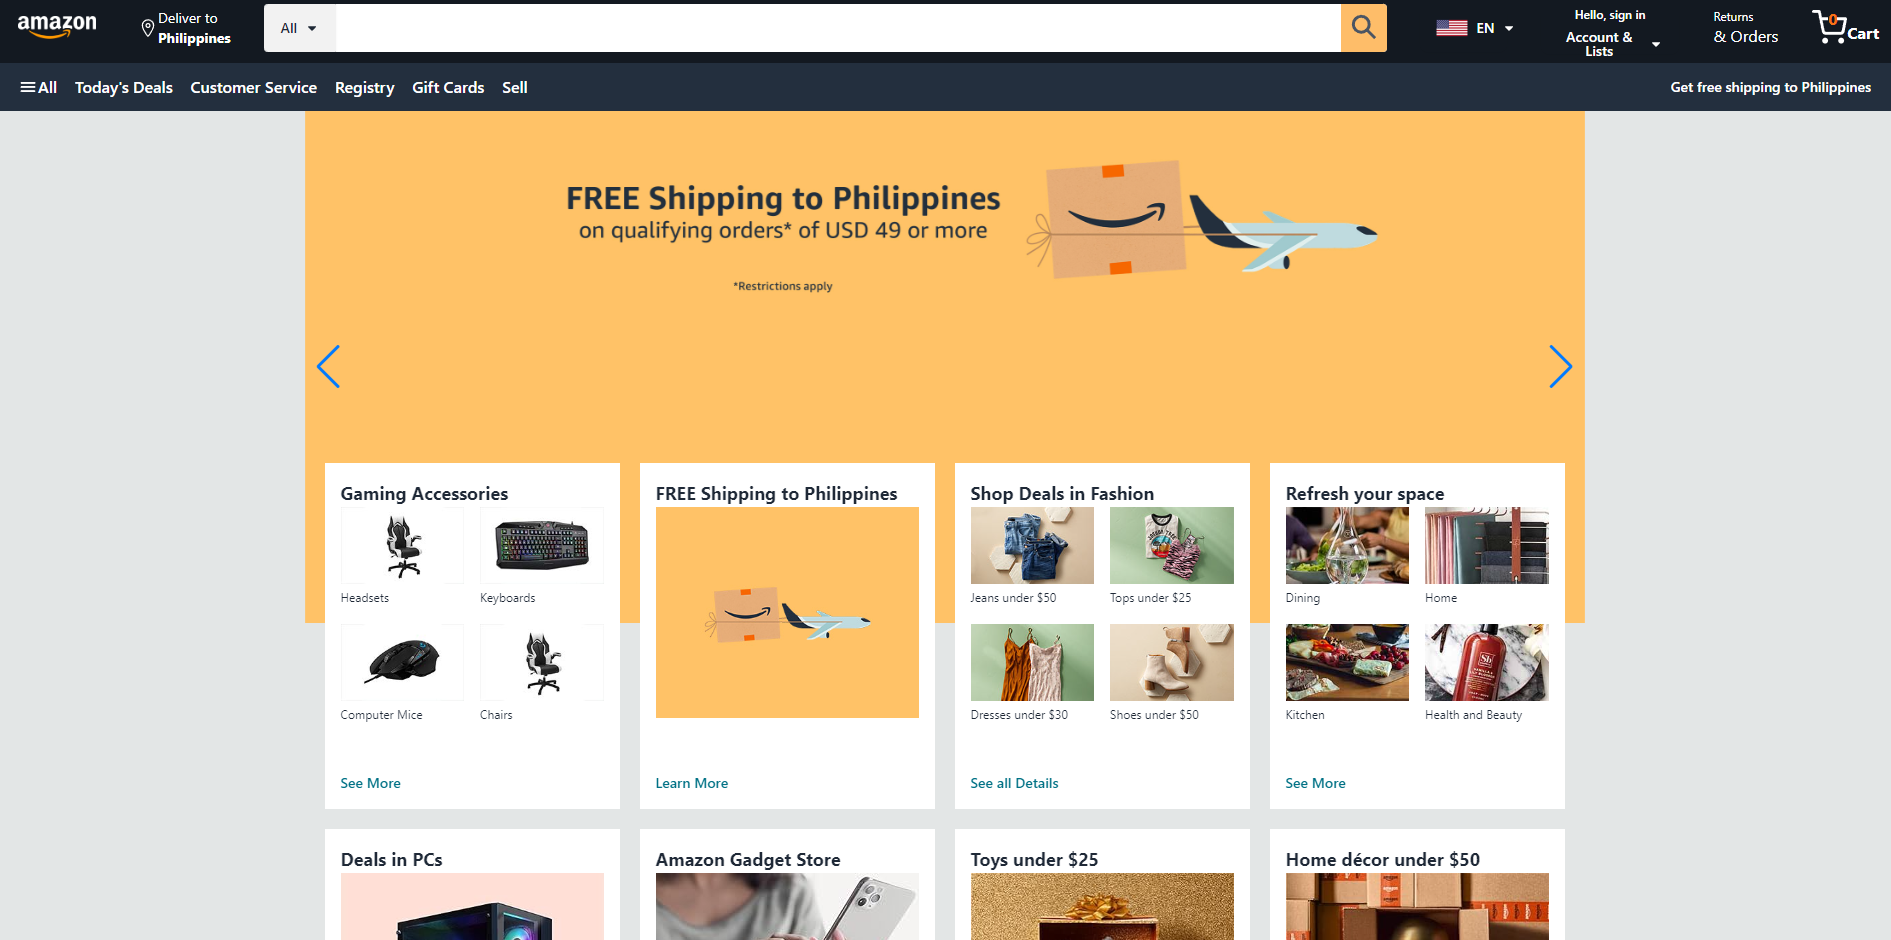 amazon
Deliver to
Philippines
All
EN
Hello, sign in
Account &
Lists
Returns
& Orders
0
Cart
All
Today's Deals
Customer Service
Registry
Gift Cards
Sell
Get free shipping to Philippines
FREE Shipping to Philippines
on qualifying orders* of USD 49 or more
*Restrictions apply
Gaming Accessories
Headsets
Keyboards
Computer Mice
Chairs
See More
FREE Shipping to Philippines
Learn More
Shop Deals in Fashion
Jeans under $50
Tops under $25
Dresses under $30
Shoes under $50
See all Details
Refresh your space
Dining
Home
Kitchen
Health and Beauty
See More
Deals in PCs
Amazon Gadget Store
Toys under $25
Home décor under $50